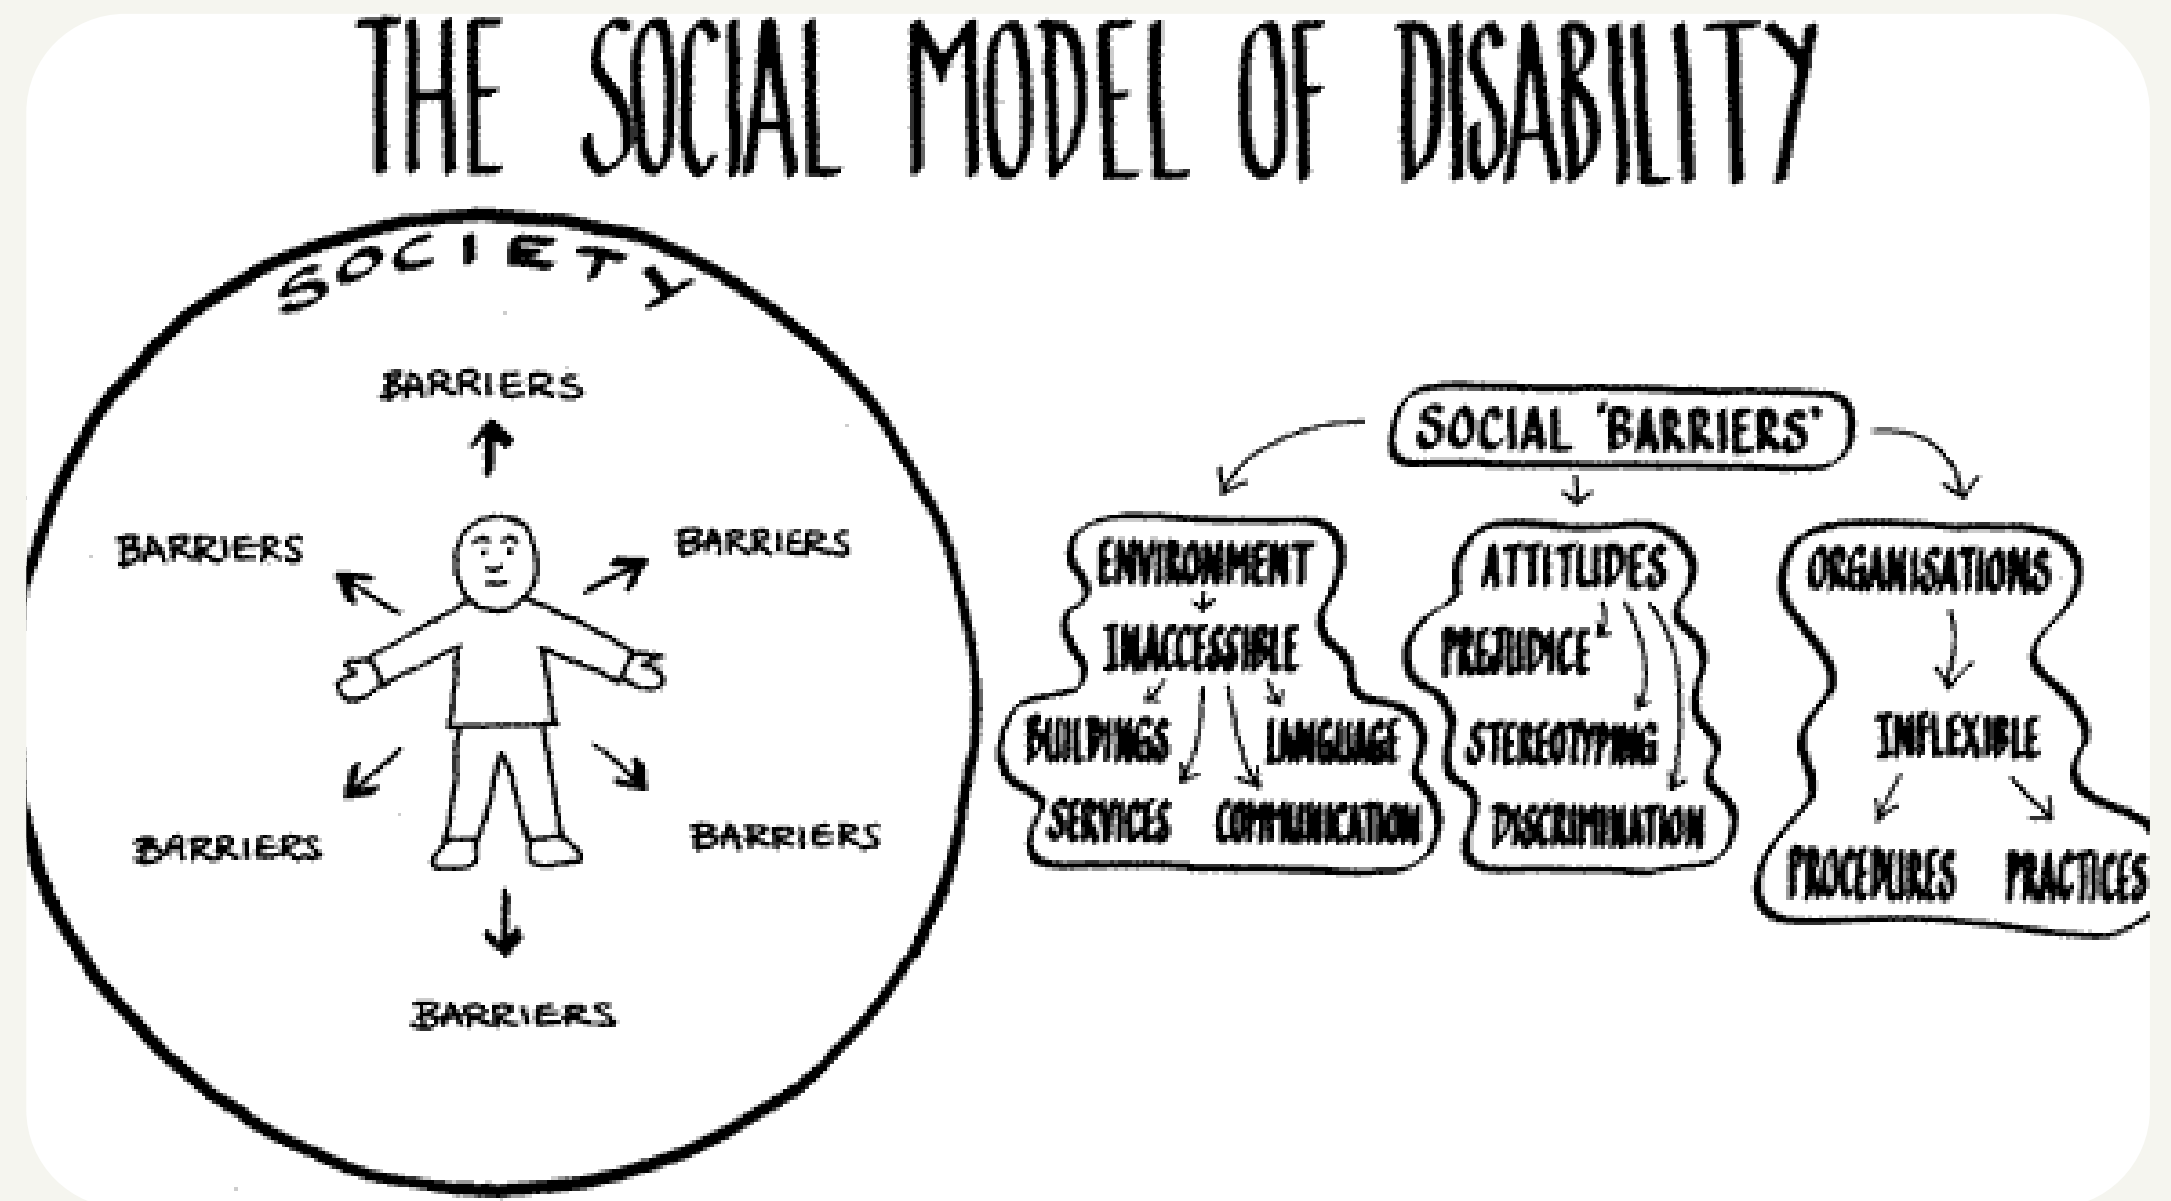 THE SOCIAL MODEL OF DISABILITY
SOCIETY
BARRIERS
BARRIERS
BARRIERS
BARRIERS
BARRIERS
BARRIERS
SOCIAL 'BARRIERS'
ENVIRONMENT
INACCESSIBLE
BUILDINGS
LANGUAGE
SERVICES
COMMUNICATION
ATTITUDES
PREJUDICE
STEREOTYPING
DISCRIMINATION
ORGANISATIONS
INFLEXIBLE
PROCEDURES
PRACTICES